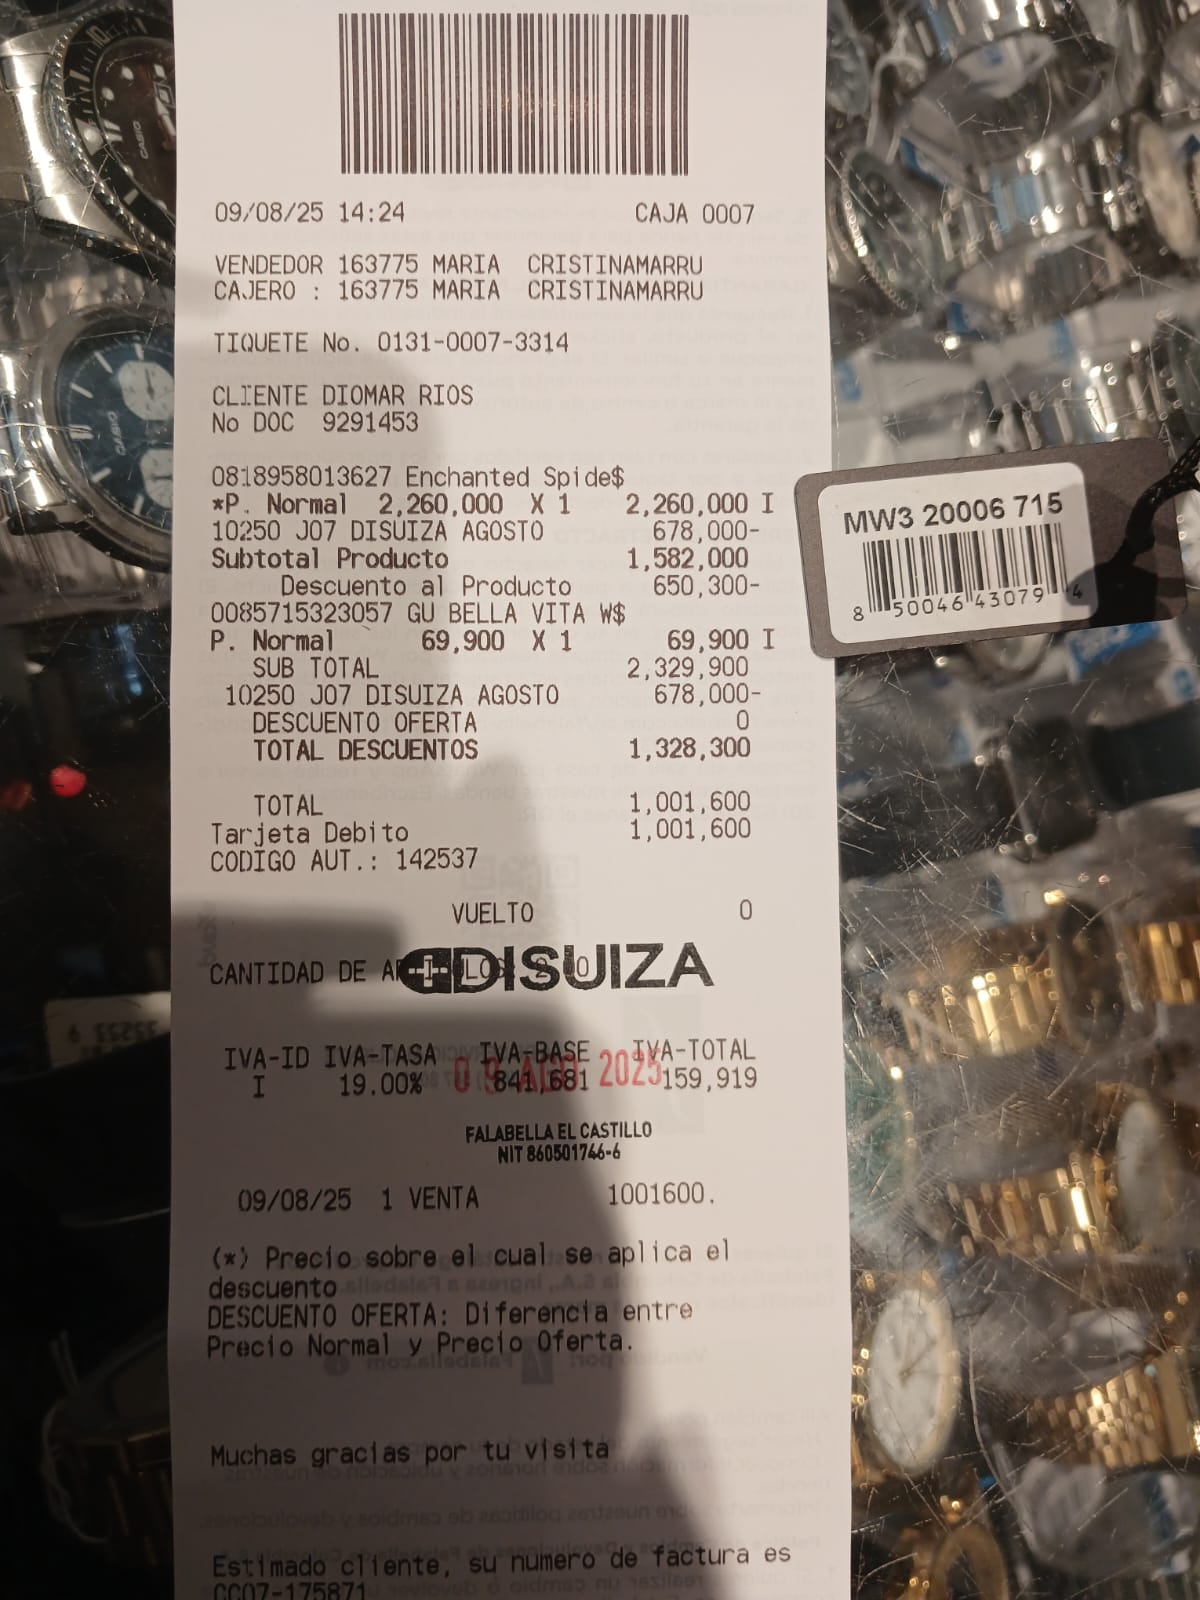 09/08/25 14:24 CAJA 0007
VENDEDOR 163775 MARIA CRISTINAMARRU
CAJERO : 163775 MARIA CRISTINAMARRU
TIQUETE No. 0131-0007-3314
CLIENTE DIOMAR RIOS
No DOC 9291453
0818958013627 Enchanted Spide$
*P. Normal 2,260,000 X 1 2,260,000 I
10250 J07 DISUIZA AGOSTO 678,000-
Subtotal Producto 1,582,000
Descuento al Producto 650,300-
0085715323057 GU BELLA VITA W$
P. Normal 69,900 X 1 69,900 I
SUB TOTAL 2,329,900
10250 J07 DISUIZA AGOSTO 678,000-
DESCUENTO OFERTA 0
TOTAL DESCUENTOS 1,328,300
TOTAL 1,001,600
Tarjeta Debito 1,001,600
CODIGO AUT.: 142537
VUELTO 0
CANTIDAD DE
DISUIZA
IVA-ID IVA-TASA IVA-BASE IVA-TOTAL
I 19.00% 841,681 159,919
09 AGO 2025
FALABELLA EL CASTILLO
NIT 860501746-6
09/08/25 1 VENTA 1001600.
(*) Precio sobre el cual se aplica el
descuento
DESCUENTO OFERTA: Diferencia entre
Precio Normal y Precio Oferta.
Muchas gracias por tu visita
Estimado cliente, su numero de factura es
CC07-175871
MW3 20006 715
8 50046 43079 4
CASIO
CASIO